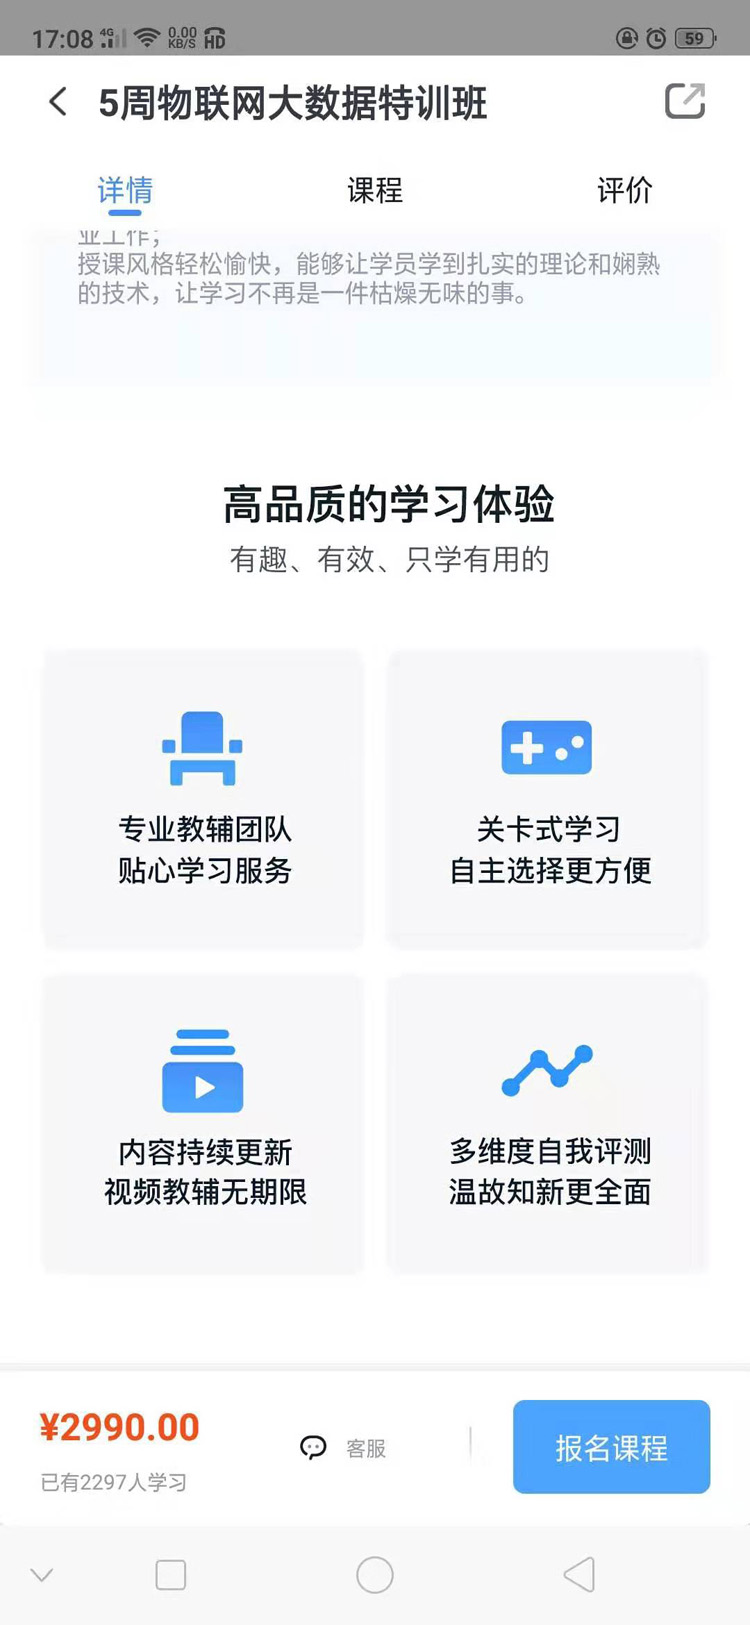 17:08 4G 0.00 KB/S HD 59
5周物联网大数据特训班
详情 课程 评价
业工作;
授课风格轻松愉快，能够让学员学到扎实的理论和娴熟
的技术，让学习不再是一件枯燥无味的事。
高品质的学习体验
有趣、有效、只学有用的
专业教辅团队
贴心学习服务
关卡式学习
自主选择更方便
内容持续更新
视频教辅无期限
多维度自我评测
温故知新更全面
¥2990.00
已有2297人学习
客服
报名课程